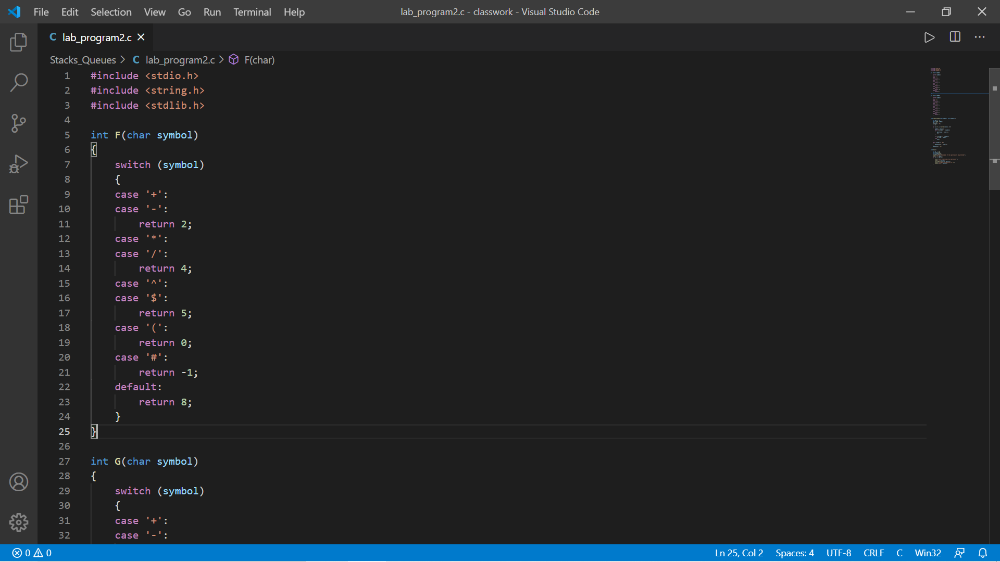 File Edit Selection View Go Run Terminal Help lab_program2.c - classwork - Visual Studio Code
C lab_program2.c
Stacks_Queues > C lab_program2.c > F(char)
1 #include <stdio.h>
2 #include <string.h>
3 #include <stdlib.h>
4
5 int F(char symbol)
6 {
7     switch (symbol)
8     {
9     case '+':
10     case '-':
11         return 2;
12     case '*':
13     case '/':
14         return 4;
15     case '^':
16     case '$':
17         return 5;
18     case '(':
19         return 0;
20     case '#':
21         return -1;
22     default:
23         return 8;
24     }
25 }
26
27 int G(char symbol)
28 {
29     switch (symbol)
30     {
31     case '+':
32     case '-':
0 0 Ln 25, Col 2 Spaces: 4 UTF-8 CRLF C Win32